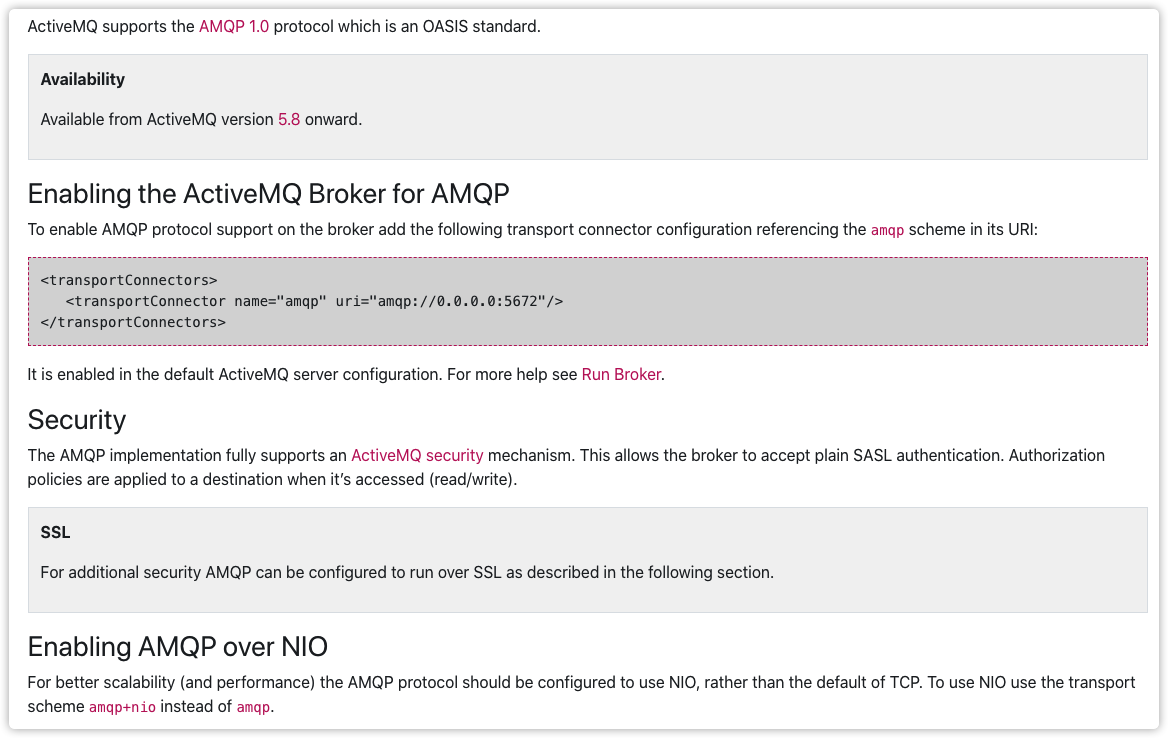 ActiveMQ supports the AMQP 1.0 protocol which is an OASIS standard.
Availability
Available from ActiveMQ version 5.8 onward.
Enabling the ActiveMQ Broker for AMQP
To enable AMQP protocol support on the broker add the following transport connector configuration referencing the amqp scheme in its URI:
<transportConnectors>
   <transportConnector name="amqp" uri="amqp://0.0.0.0:5672"/>
</transportConnectors>
It is enabled in the default ActiveMQ server configuration. For more help see Run Broker.
Security
The AMQP implementation fully supports an ActiveMQ security mechanism. This allows the broker to accept plain SASL authentication. Authorization
policies are applied to a destination when it’s accessed (read/write).
SSL
For additional security AMQP can be configured to run over SSL as described in the following section.
Enabling AMQP over NIO
For better scalability (and performance) the AMQP protocol should be configured to use NIO, rather than the default of TCP. To use NIO use the transport
scheme amqp+nio instead of amqp.